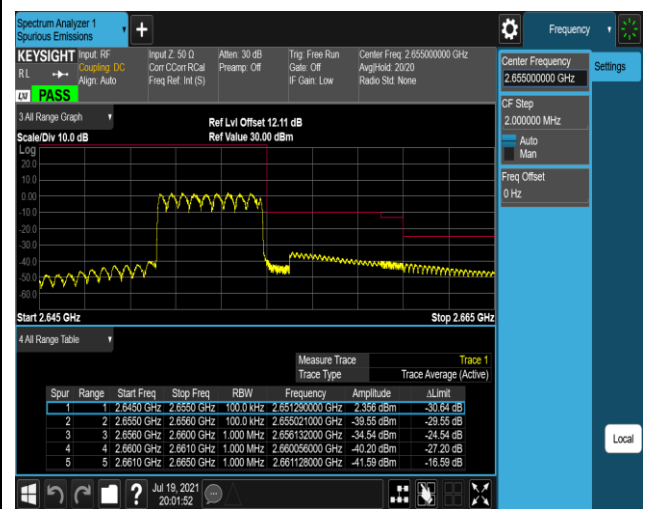 Spectrum Analyzer 1
Spurious Emissions
+
Frequency
KEYSIGHT
RL
LXI
PASS
Input: RF
Coupling: DC
Align: Auto
Input Z: 50 Ω
Corr CCorr RCal
Freq Ref: Int (S)
Atten: 30 dB
Preamp: Off
Trig: Free Run
Gate: Off
IF Gain: Low
Center Freq: 2.655000000 GHz
Avg|Hold: 20/20
Radio Std: None
Center Frequency
2.655000000 GHz
Settings
CF Step
2.000000 MHz
Auto
Man
Freq Offset
0 Hz
Local
3 All Range Graph
Scale/Div 10.0 dB
Ref Lvl Offset 12.11 dB
Ref Value 30.00 dBm
Log
20.0
10.0
0.00
-10.0
-20.0
-30.0
-40.0
-50.0
-60.0
Start 2.645 GHz
Stop 2.665 GHz
4 All Range Table
Measure Trace Trace 1
Trace Type Trace Average (Active)
Spur Range Start Freq Stop Freq RBW Frequency Amplitude ΔLimit
1 1 2.6450 GHz 2.6550 GHz 100.0 kHz 2.651290000 GHz 2.356 dBm -30.64 dB
2 2 2.6550 GHz 2.6560 GHz 100.0 kHz 2.655021000 GHz -39.55 dBm -29.55 dB
3 3 2.6560 GHz 2.6600 GHz 1.000 MHz 2.656132000 GHz -34.54 dBm -24.54 dB
4 4 2.6600 GHz 2.6610 GHz 1.000 MHz 2.660056000 GHz -40.20 dBm -27.20 dB
5 5 2.6610 GHz 2.6650 GHz 1.000 MHz 2.661128000 GHz -41.59 dBm -16.59 dB
?
Jul 19, 2021
20:01:52